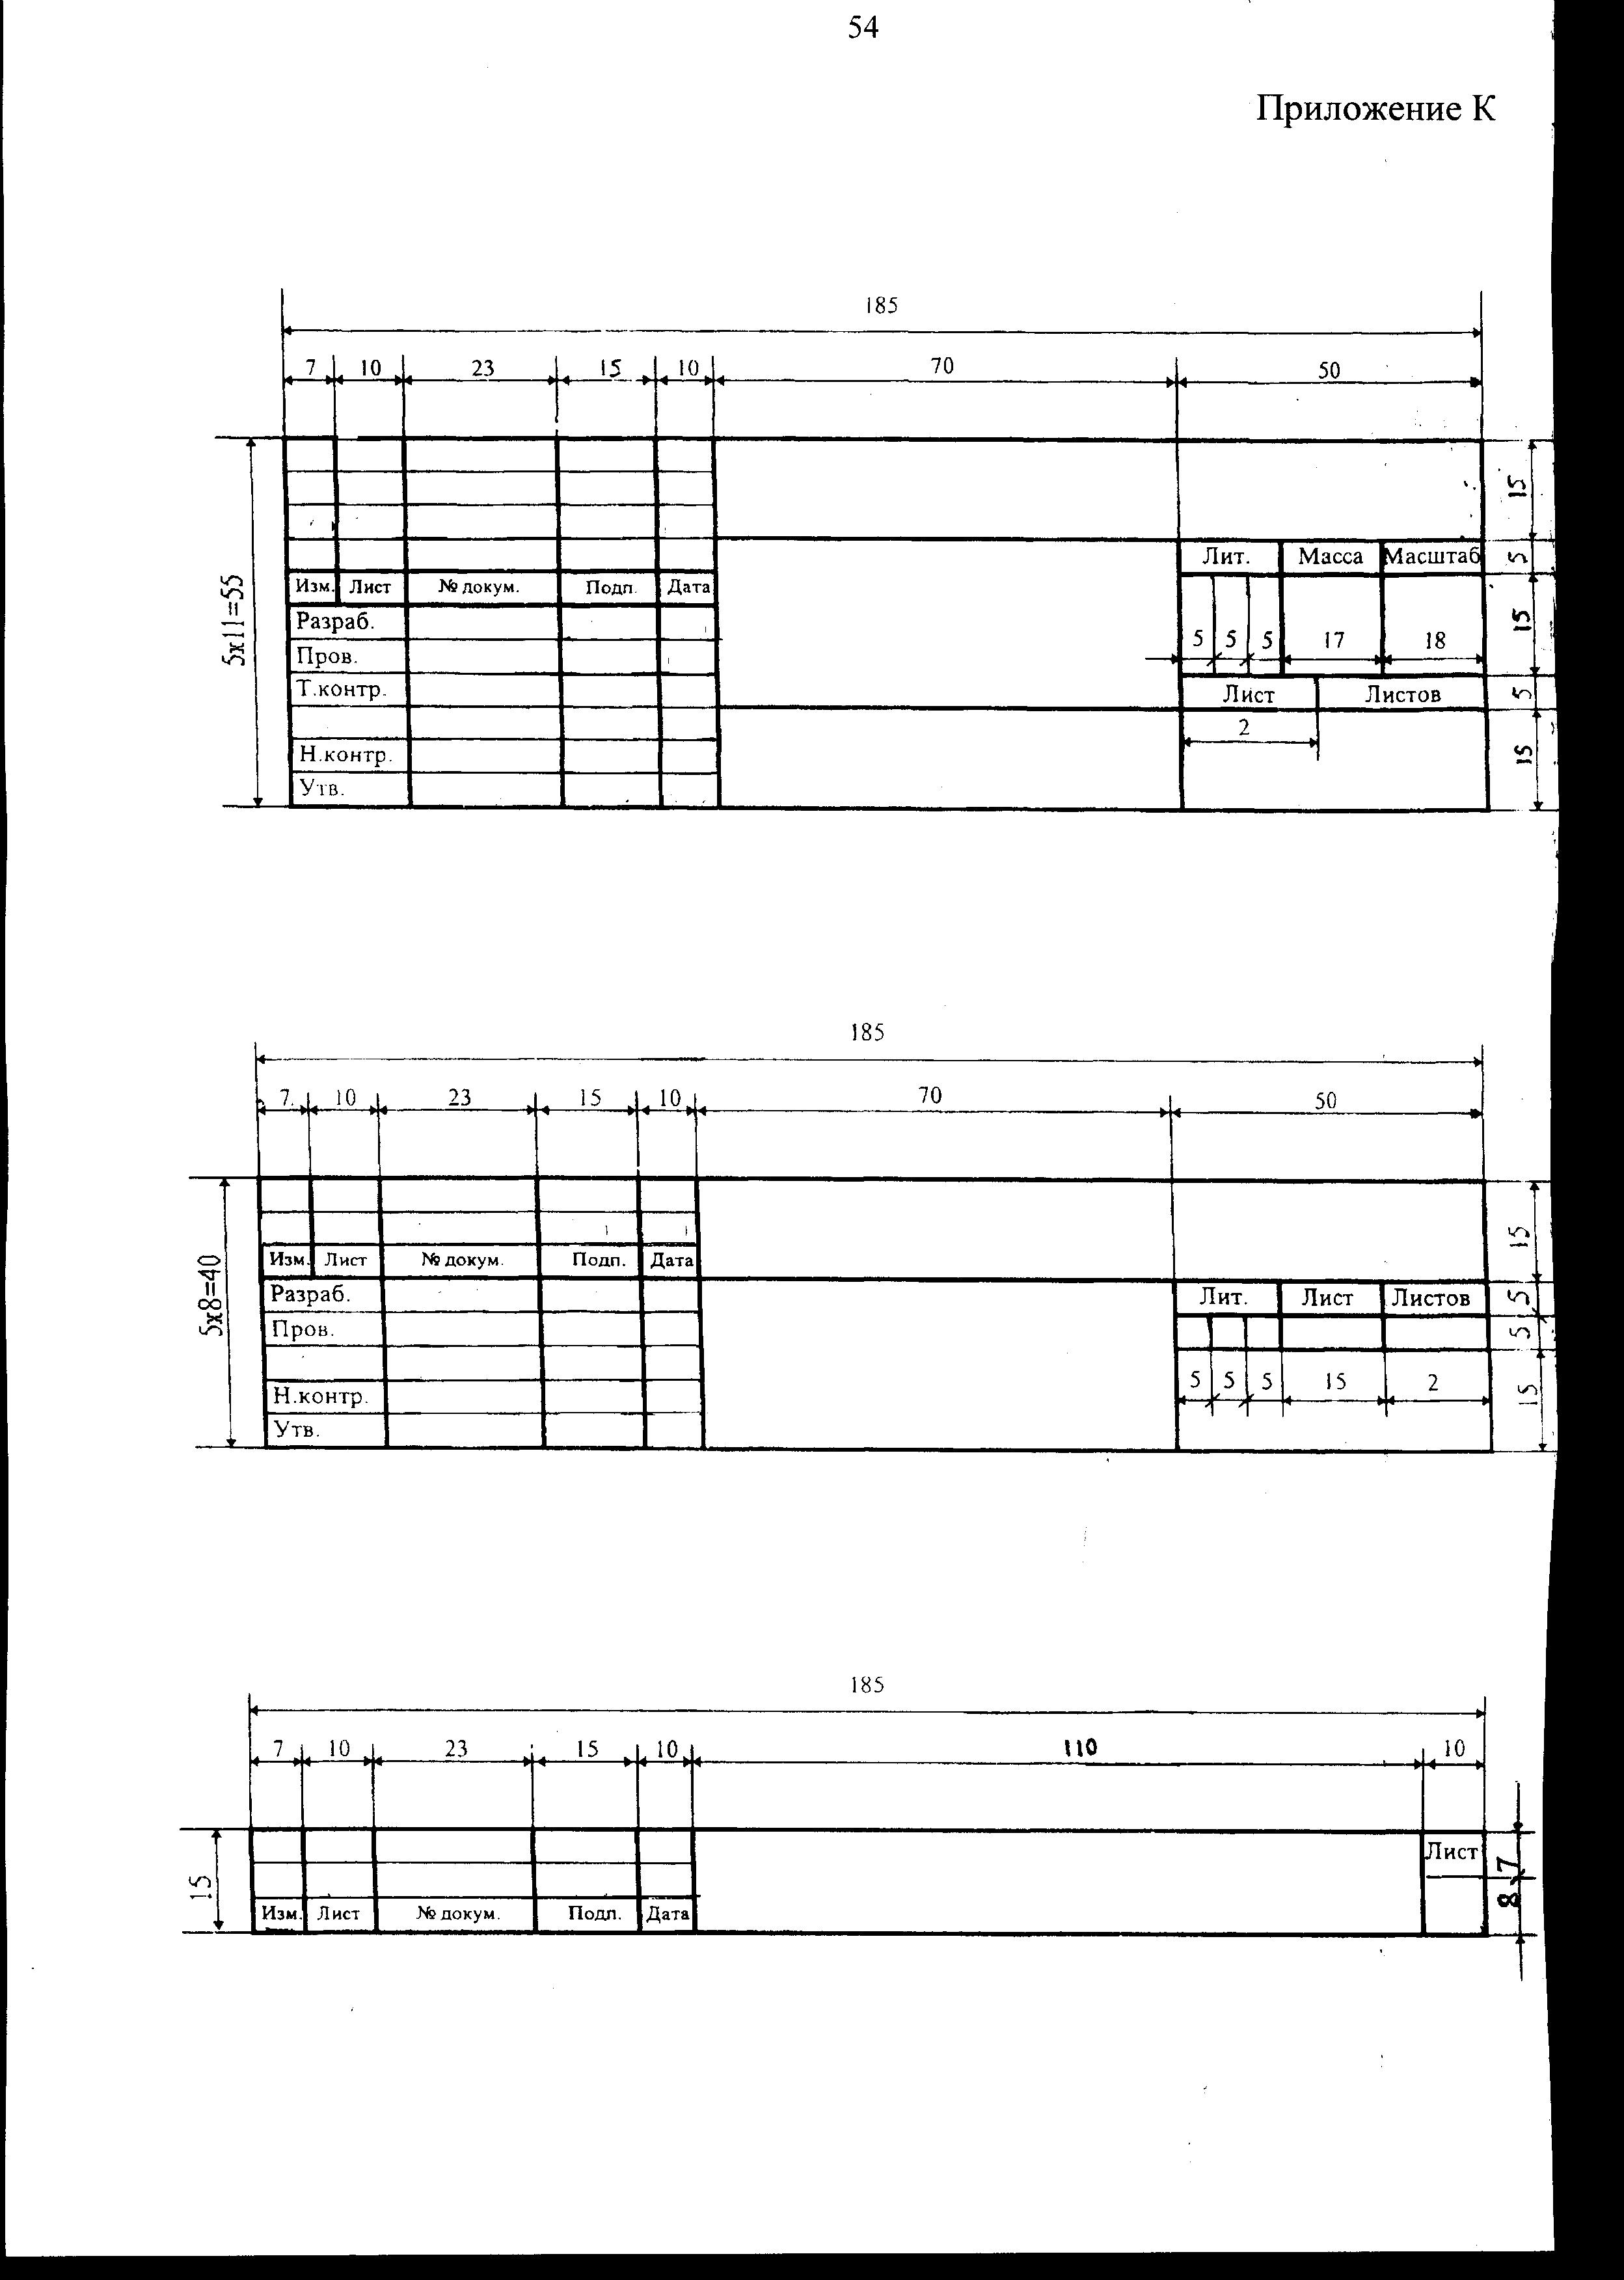 54
Приложение К
185
7 10 23 15 10 70 50
15
Лит. Масса Масштаб 5
5х11=55
Изм. Лист № докум. Подп. Дата
Разраб.
5 5 5 17 18 15
Пров.
Т.контр. Лист Листов 5
2
Н.контр. 15
Утв.
185
7. 10 23 15 10 70 50
15
5х8=40
Изм. Лист № докум. Подп. Дата
Разраб. Лит. Лист Листов 5
Пров. 5
5 5 5 15 2 15
Н.контр.
Утв.
185
7 10 23 15 10 110 10
Лист 7
15
Изм. Лист № докум. Подп. Дата 8